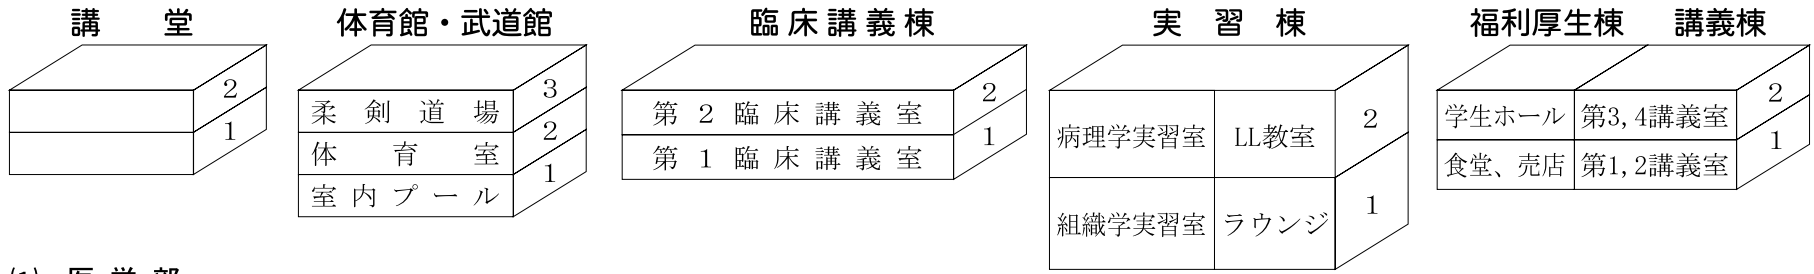 講堂
2
1
体育館・武道館
柔剣道場
3
体育室
2
室内プール
1
臨床講義棟
第2臨床講義室
2
第1臨床講義室
1
実習棟
病理学実習室
LL教室
2
組織学実習室
ラウンジ
1
福利厚生棟 講義棟
学生ホール
第3,4講義室
2
食堂、売店
第1,2講義室
1